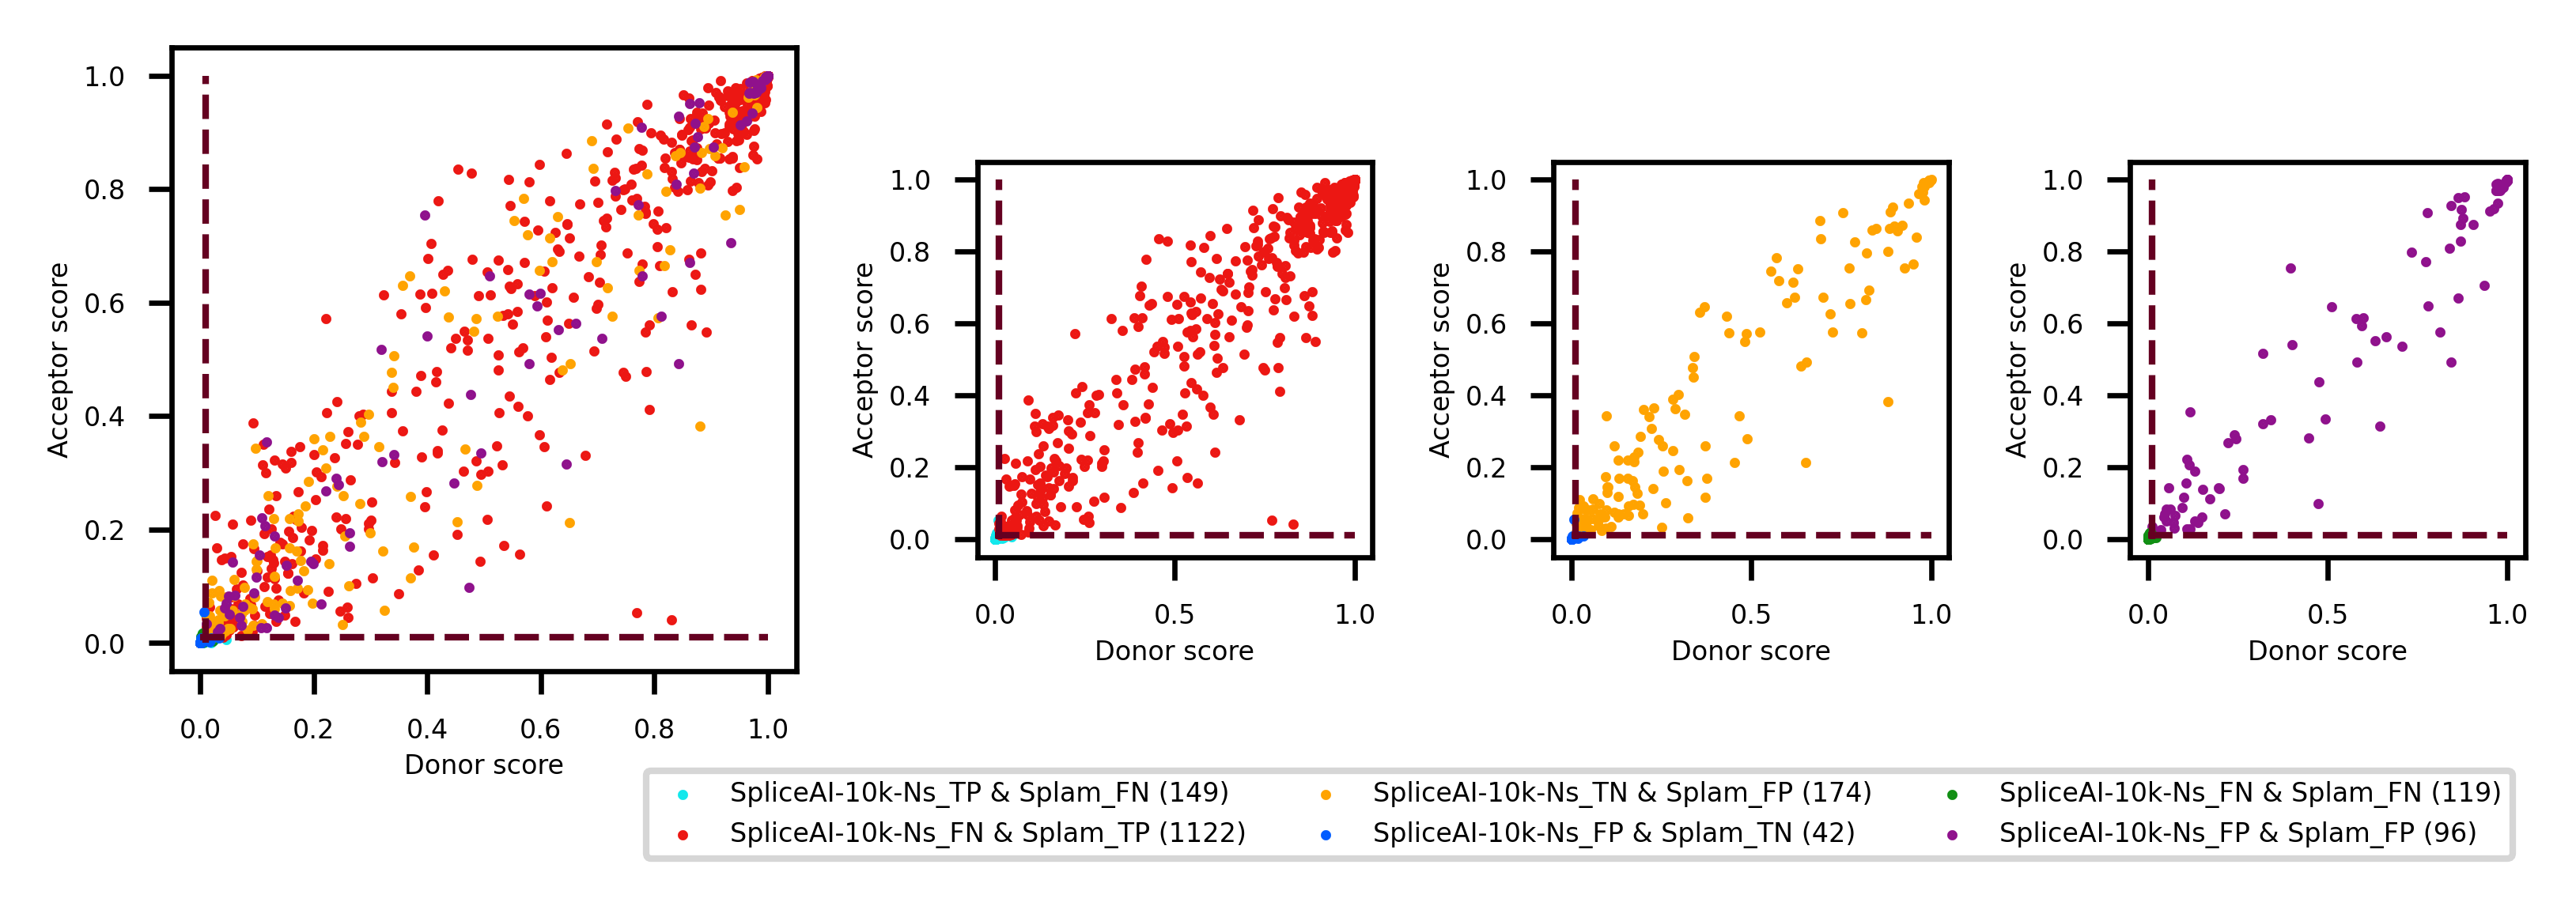 1.0
0.8
0.6
0.4
0.2
0.0
Acceptor score
0.0 0.2 0.4 0.6 0.8 1.0
Donor score
1.0
0.8
0.6
0.4
0.2
0.0
Acceptor score
0.0 0.5 1.0
Donor score
1.0
0.8
0.6
0.4
0.2
0.0
Acceptor score
0.0 0.5 1.0
Donor score
1.0
0.8
0.6
0.4
0.2
0.0
Acceptor score
0.0 0.5 1.0
Donor score
SpliceAI-10k-Ns_TP & Splam_FN (149)
SpliceAI-10k-Ns_FN & Splam_TP (1122)
SpliceAI-10k-Ns_TN & Splam_FP (174)
SpliceAI-10k-Ns_FP & Splam_TN (42)
SpliceAI-10k-Ns_FN & Splam_FN (119)
SpliceAI-10k-Ns_FP & Splam_FP (96)